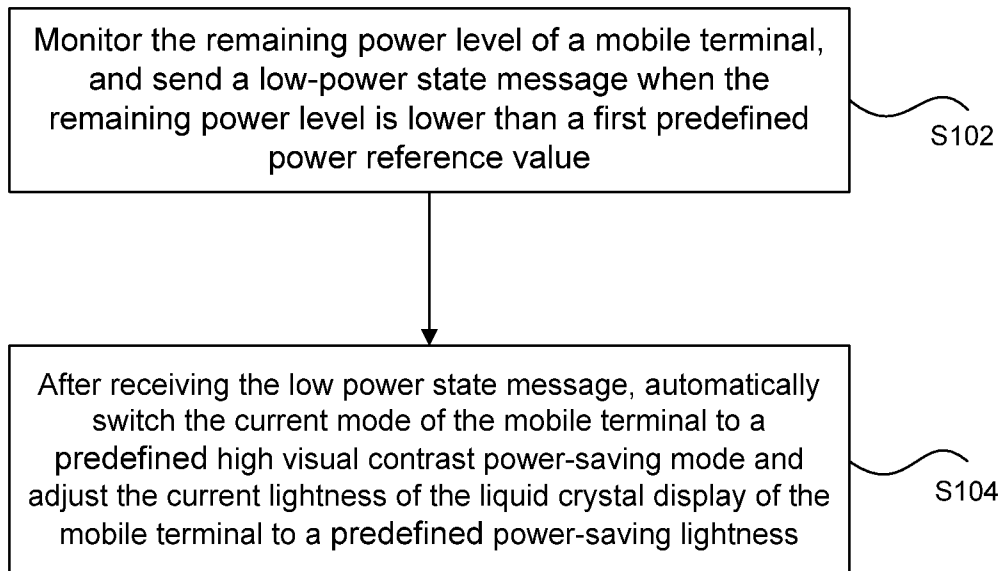 Monitor the remaining power level of a mobile terminal,
and send a low-power state message when the
remaining power level is lower than a first predefined
power reference value
S102
After receiving the low power state message, automatically
switch the current mode of the mobile terminal to a
predefined high visual contrast power-saving mode and
adjust the current lightness of the liquid crystal display of the
mobile terminal to a predefined power-saving lightness
S104